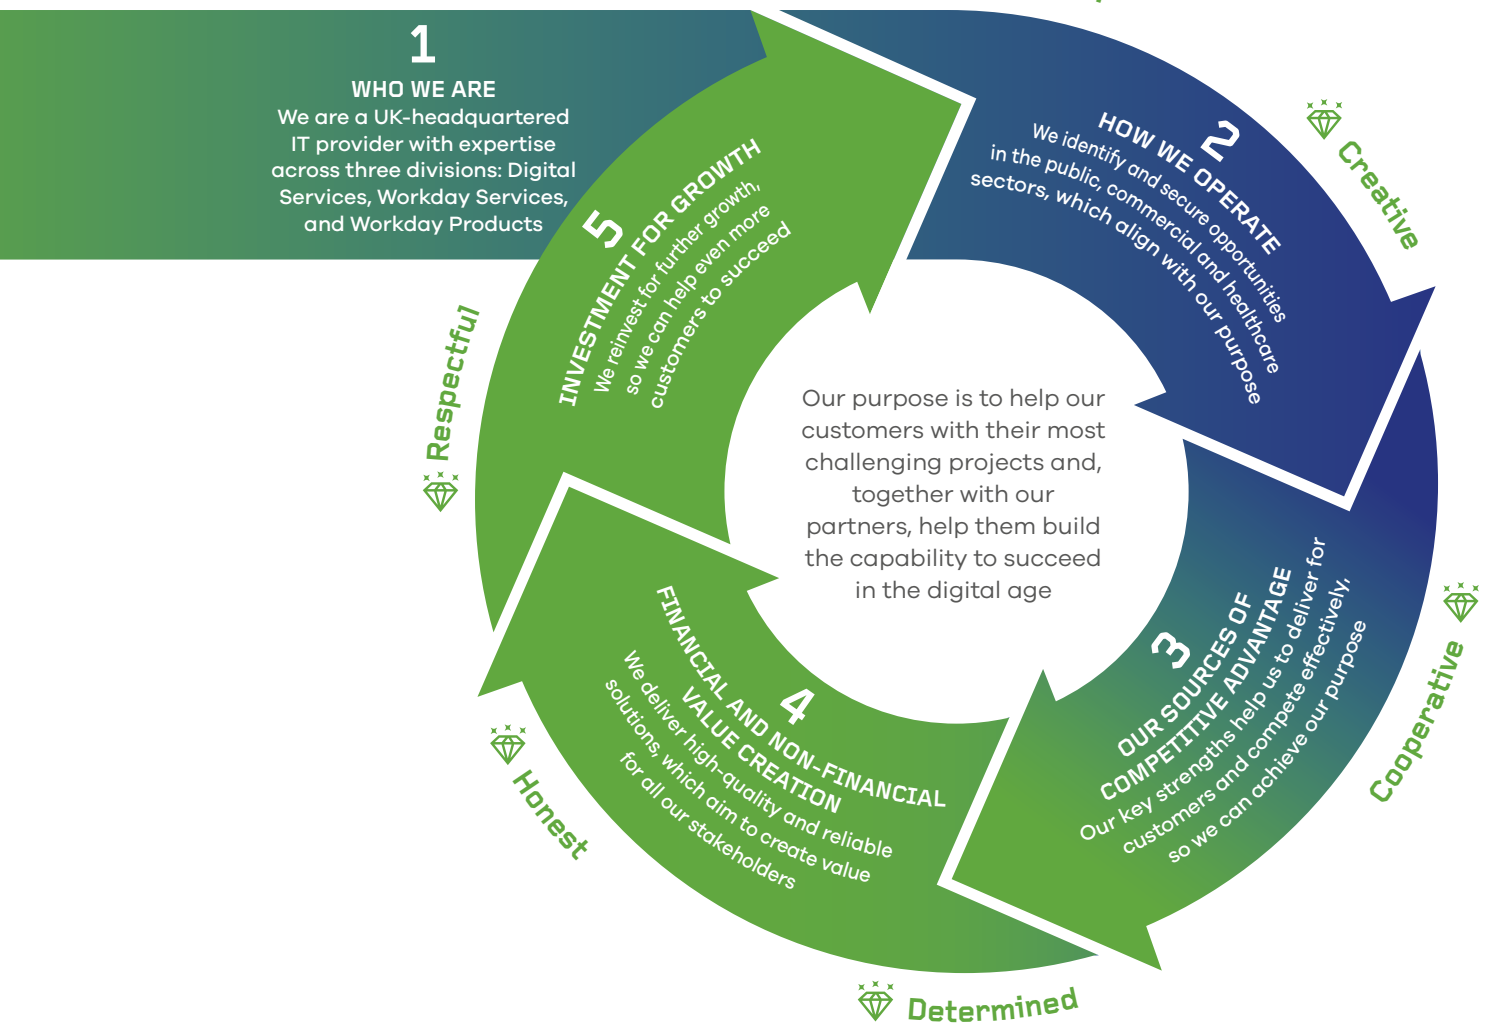 1
WHO WE ARE
We are a UK-headquartered
IT provider with expertise
across three divisions: Digital
Services, Workday Services,
and Workday Products
2
HOW WE OPERATE
We identify and secure opportunities
in the public, commercial and healthcare
sectors, which align with our purpose
3
OUR SOURCES OF
COMPETITIVE ADVANTAGE
Our key strengths help us to deliver for
customers and compete effectively,
so we can achieve our purpose
4
FINANCIAL AND NON-FINANCIAL
VALUE CREATION
We deliver high-quality and reliable
solutions, which aim to create value
for all our stakeholders
5
INVESTMENT FOR GROWTH
We reinvest for further growth,
so we can help even more
customers to succeed
Our purpose is to help our
customers with their most
challenging projects and,
together with our
partners, help them build
the capability to succeed
in the digital age
Creative
Cooperative
Determined
Honest
Respectful